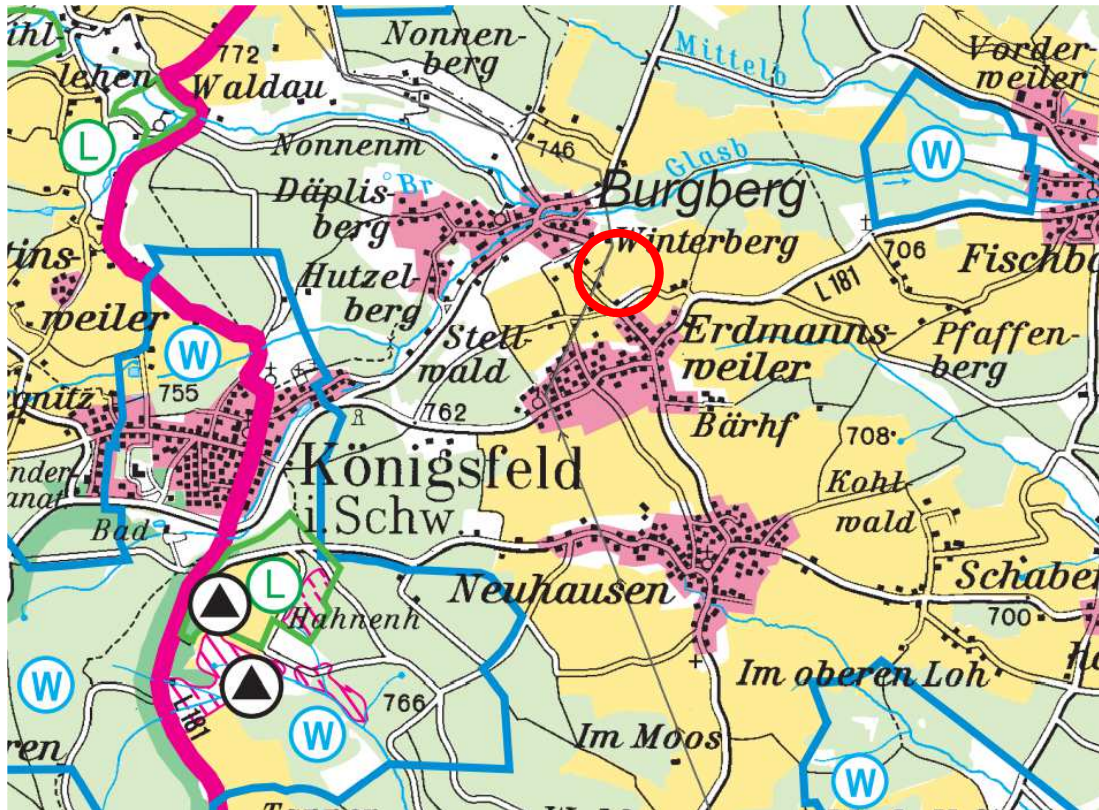 772
Nonnen-
berg
Mittelb
Vorder-
weiler
lehen
Waldau
L
Nonnenm
746
Glasb
W
Däplis-
berg
Br
Burgberg
Winterberg
706
L 181
Hutzel-
berg
weiler
W
755
Stell-
wald
Erdmanns-
weiler
Pfaffen-
berg
762
Bärhf
708
Königsfeld
i. Schw.
Kohl-
wald
Bad
Neuhausen
L
Hahnenh
700
W
L 181
766
W
Im oberen Loh
Im Moos
W